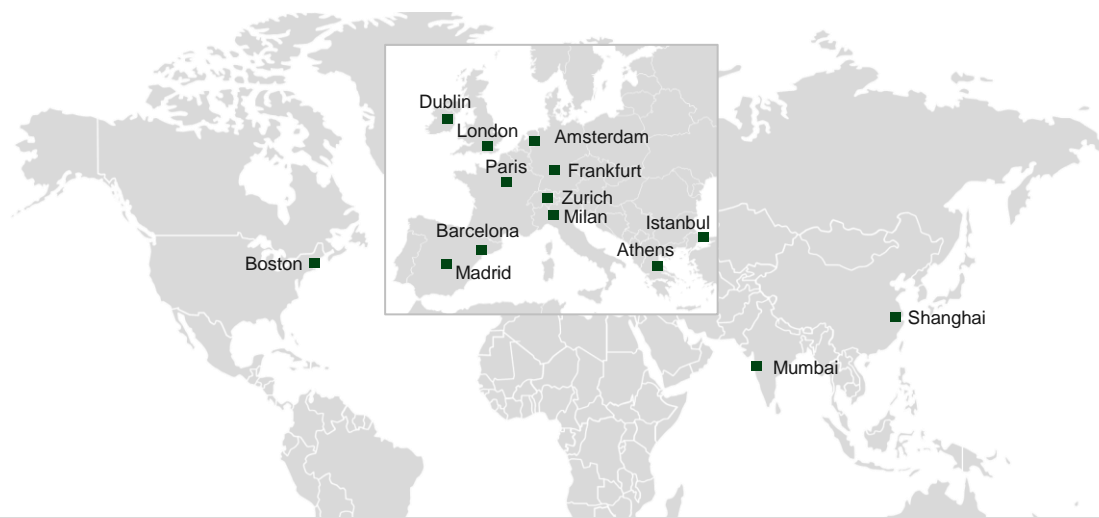 Dublin
London
Amsterdam
Paris
Frankfurt
Zurich
Milan
Barcelona
Istanbul
Athens
Boston
Madrid
Shanghai
Mumbai